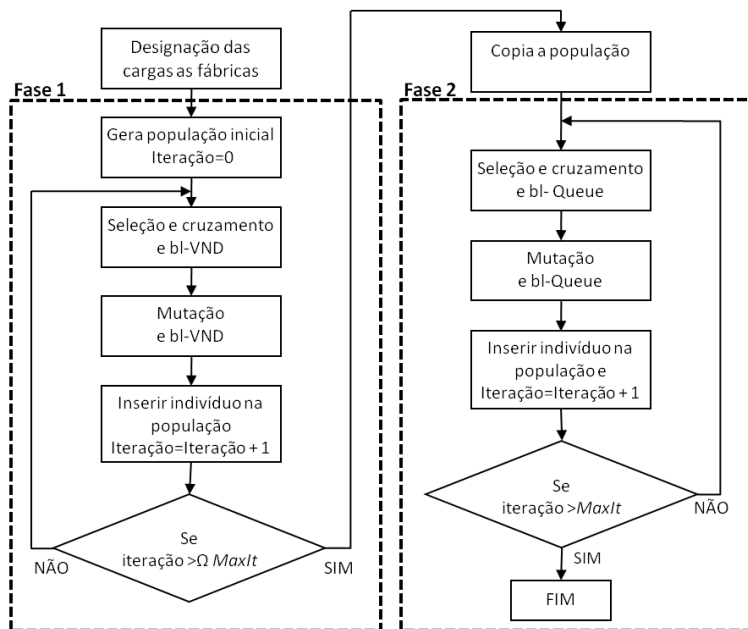 Designação das
cargas as fábricas
Fase 1
Gera população inicial
Iteração=0
Seleção e cruzamento
e bl-VND
Mutação
e bl-VND
Inserir indivíduo na
população
Iteração=Iteração + 1
Se
iteração >Ω MaxIt
NÃO
SIM
Copia a população
Fase 2
Seleção e cruzamento
e bl- Queue
Mutação
e bl-Queue
Inserir indivíduo na
população e
Iteração=Iteração + 1
Se
iteração >MaxIt
NÃO
SIM
FIM